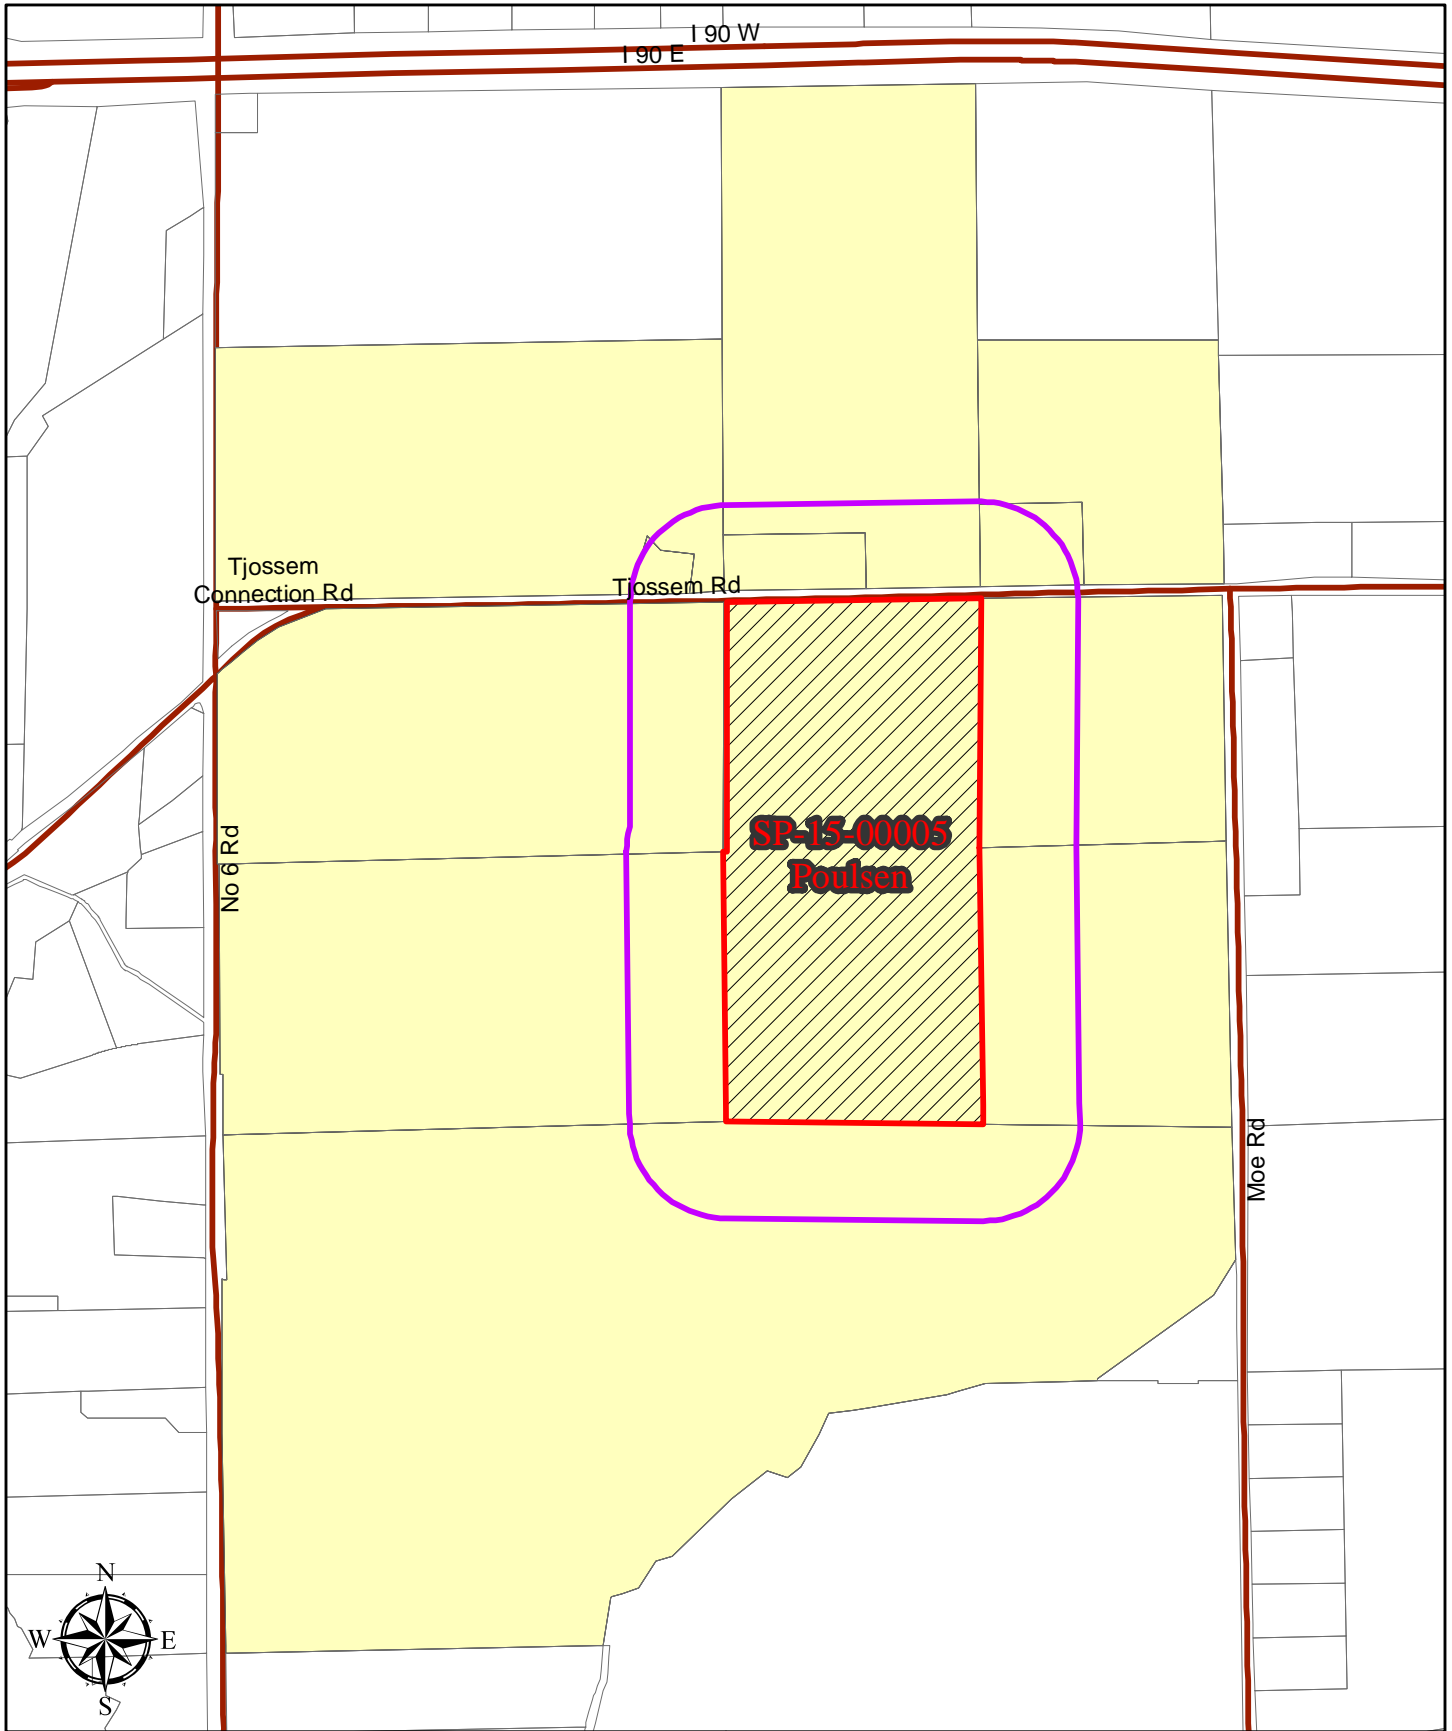 I 90 W
I 90 E
Tjossem
Connection Rd
Tjossem Rd
SP-15-00005
Poulsen
No 6 Rd
Moe Rd
N
W
E
S